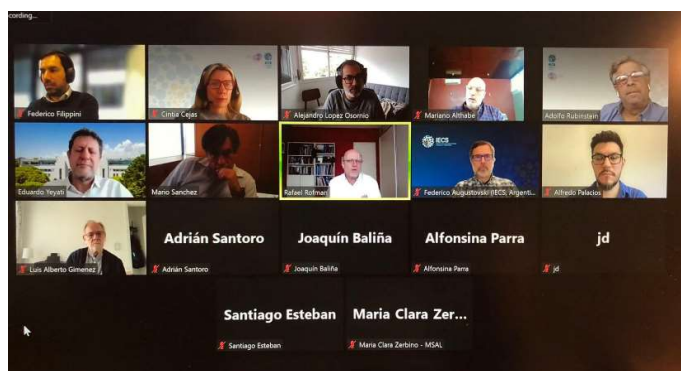 cording...
Federico Filippini
Cintia Cejas
Alejandro Lopez Osornio
Mariano Althabe
Adolfo Rubinstein
Eduardo Yeyati
Mario Sanchez
Rafael Rofman
IECS
Federico Augustovski (IECS, Argenti...
Alfredo Palacios
Luis Alberto Gimenez
Adrián Santoro
Adrián Santoro
Joaquín Baliña
Joaquín Baliña
Alfonsina Parra
Alfonsina Parra
jd
jd
Santiago Esteban
Santiago Esteban
Maria Clara Zer...
Maria Clara Zerbino - MSAL